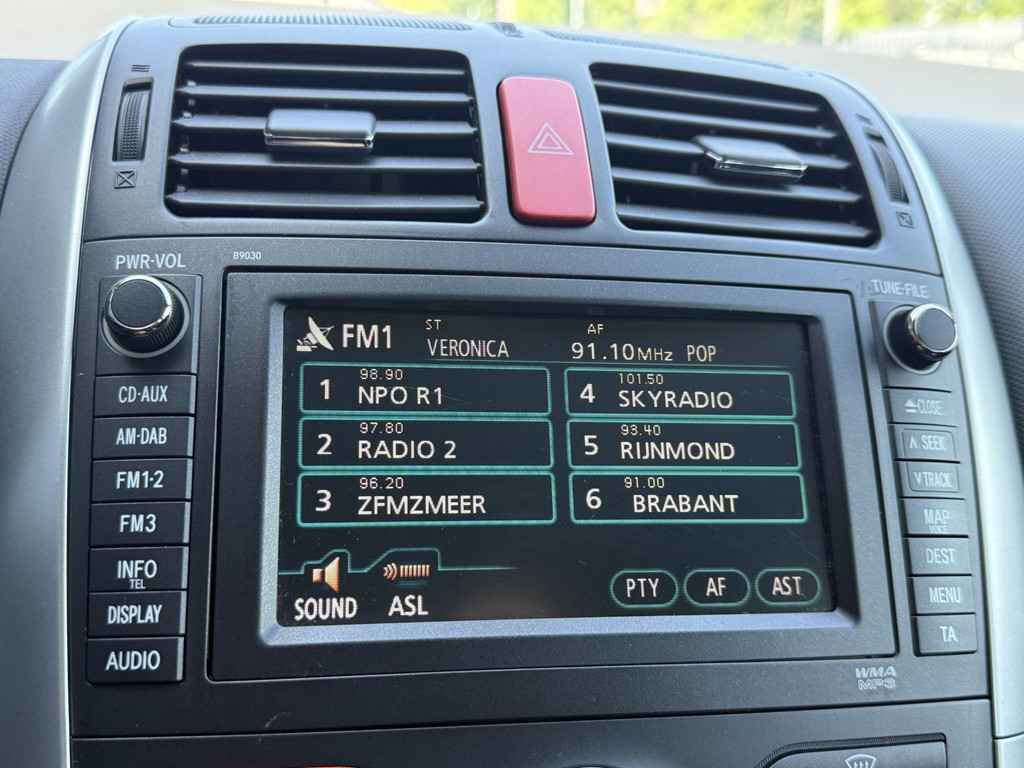 PWR-VOL
B9030
TUNE·FILE
CD·AUX
AM·DAB
FM1·2
FM3
INFO
TEL
DISPLAY
AUDIO
FM1
ST
VERONICA
AF
91.10MHz POP
1 98.90
NPO R1
2 97.80
RADIO 2
3 96.20
ZFMZMEER
4 101.50
SKYRADIO
5 93.40
RIJNMOND
6 91.00
BRABANT
SOUND
ASL
PTY
AF
AST
CLOSE
SEEK
TRACK
MAP
VOICE
DEST
MENU
TA
WMA
MP3